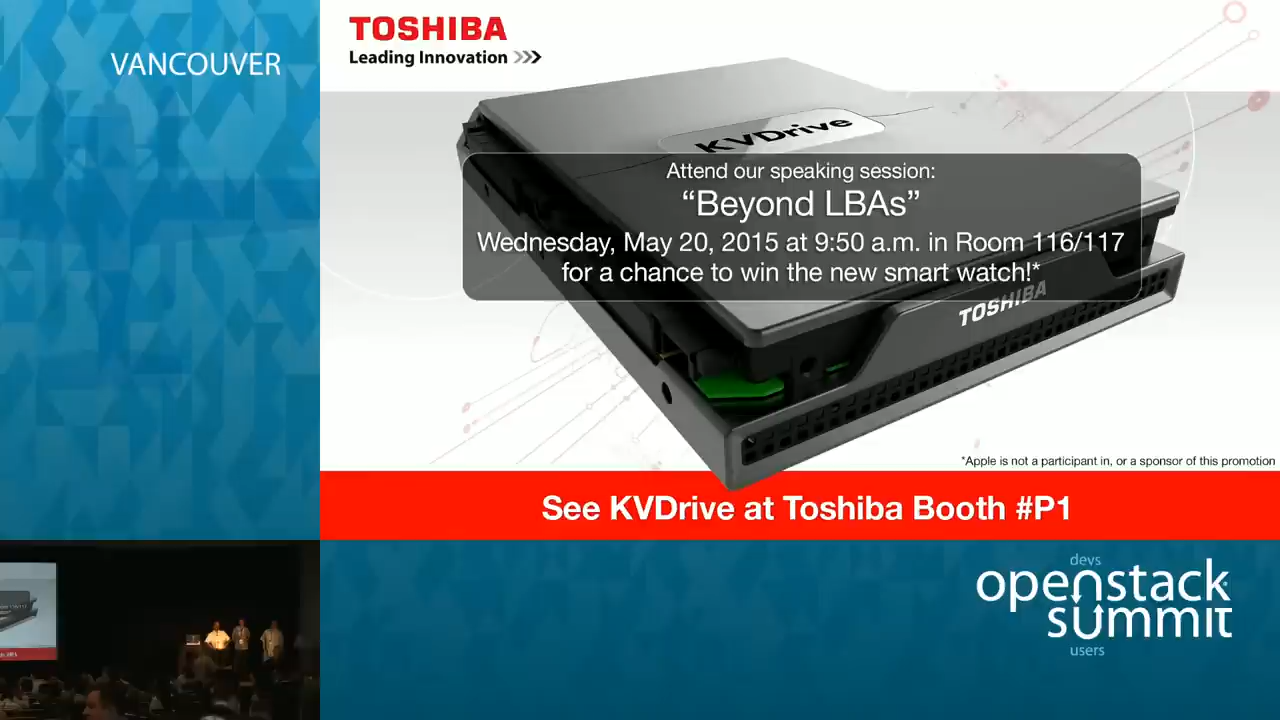 VANCOUVER
TOSHIBA
Leading Innovation >>>
KVDrive
Attend our speaking session:
“Beyond LBAs”
Wednesday, May 20, 2015 at 9:50 a.m. in Room 116/117
for a chance to win the new smart watch!*
TOSHIBA
*Apple is not a participant in, or a sponsor of this promotion
See KVDrive at Toshiba Booth #P1
devs
openstack
summit
users